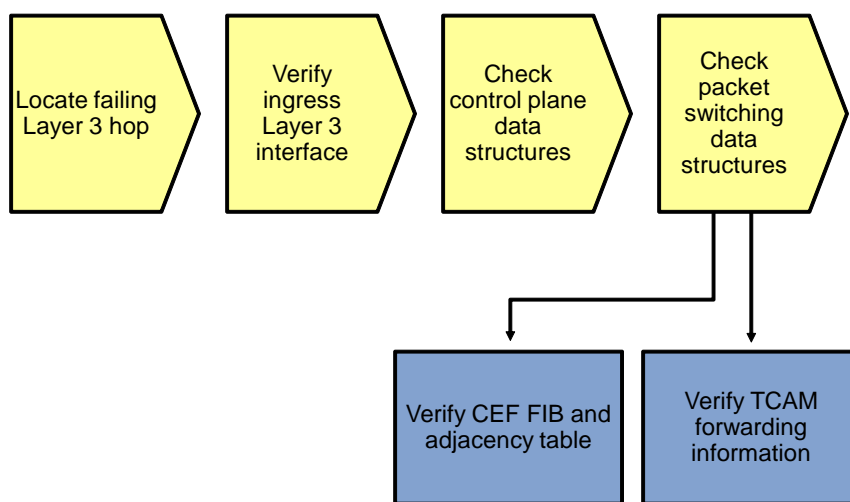 Locate failing
Layer 3 hop
Verify
ingress
Layer 3
interface
Check
control plane
data
structures
Check
packet
switching
data
structures
Verify CEF FIB and
adjacency table
Verify TCAM
forwarding
information